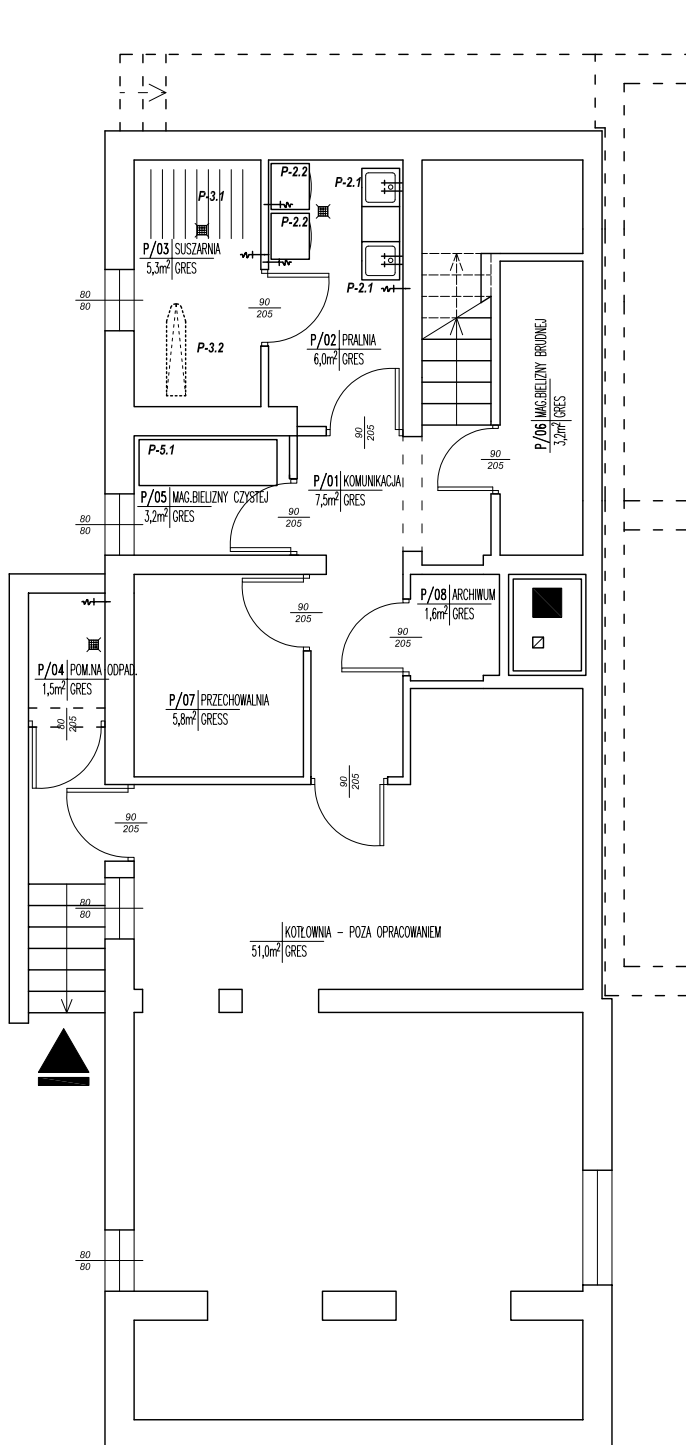 P-2.2
P-2.1
P-3.1
P-2.2
P/03 SUSZARNIA
5,3m² GRES
P-2.1
80
80
90
205
P-3.2
P/02 PRALNIA
6,0m² GRES
P/06 MAG.BIELIZNY BRUDNEJ
3,2m² GRES
90
205
P-5.1
90
205
P/01 KOMUNIKACJA
7,5m² GRES
P/05 MAG.BIELIZNY CZYSTEJ
3,2m² GRES
80
80
90
205
P/08 ARCHIWUM
1,6m² GRES
90
205
90
205
P/04 POM.NA ODPAD.
1,5m² GRES
P/07 PRZECHOWALNIA
5,8m² GRESS
80
205
90
205
90
205
80
80
KOTŁOWNIA - POZA OPRACOWANIEM
51,0m² GRES
80
80